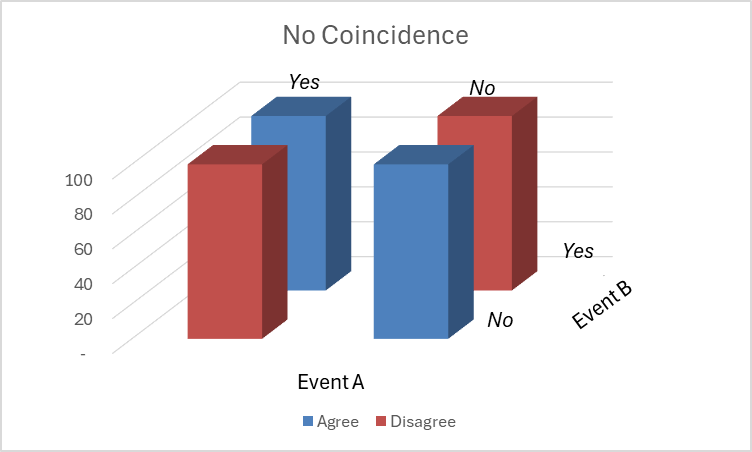 No Coincidence
Yes
No
100
80
60
40
20
-
Yes
No
Event B
Event A
Agree
Disagree